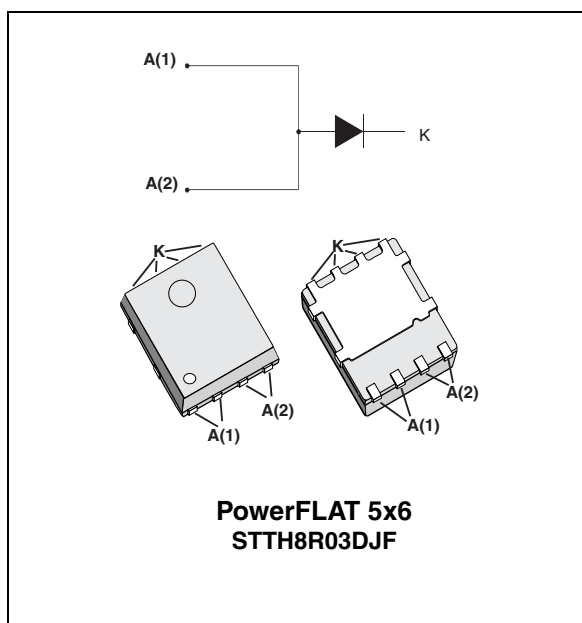 A(1)
K
A(2)
K
K
A(2)
A(2)
A(1)
A(1)
PowerFLAT 5x6
STTH8R03DJF